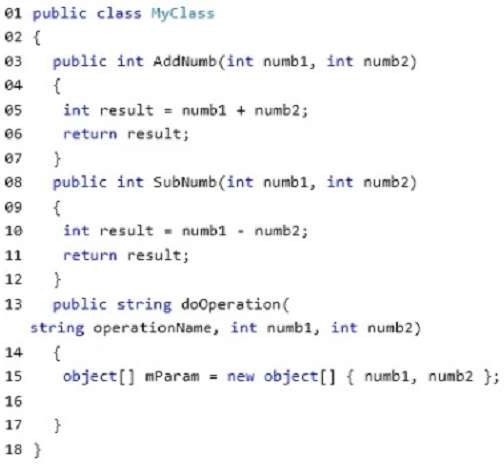 01 public class MyClass
02 {
03 public int AddNumb(int numb1, int numb2)
04 {
05 int result = numb1 + numb2;
06 return result;
07 }
08 public int SubNumb(int numb1, int numb2)
09 {
10 int result = numb1 - numb2;
11 return result;
12 }
13 public string doOperation(
string operationName, int numb1, int numb2)
14 {
15 object[] mParam = new object[] { numb1, numb2 };
16
17 }
18 }